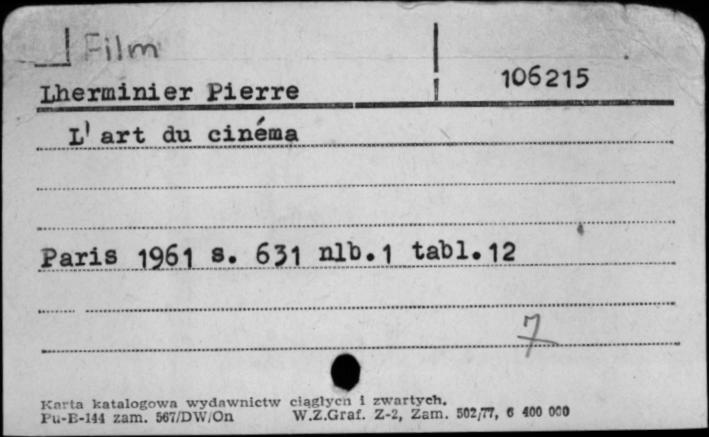 Film
Lherminier Pierre 106215
L'art du cinéma
Paris 1961 s. 631 nlb.1 tabl.12
7
Karta katalogowa wydawnictw ciągłych i zwartych.
Pu-B-144 zam. 567/DW/On W.Z.Graf. Z-2, Zam. 502/77, 6 400 000